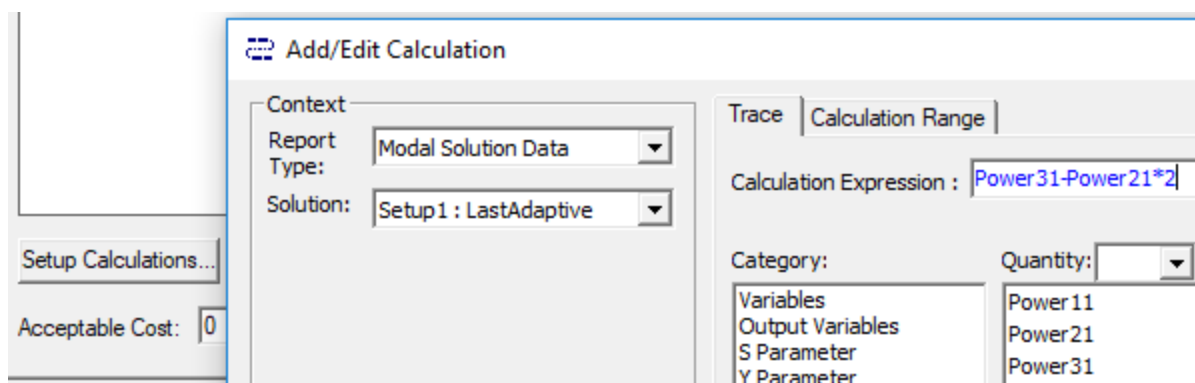 Add/Edit Calculation
Context
Report Type:
Modal Solution Data
Solution:
Setup1 : LastAdaptive
Trace
Calculation Range
Calculation Expression :
Power31-Power21*2
Setup Calculations...
Acceptable Cost:
0
Category:
Variables
Output Variables
S Parameter
Y Parameter
Quantity:
Power11
Power21
Power31